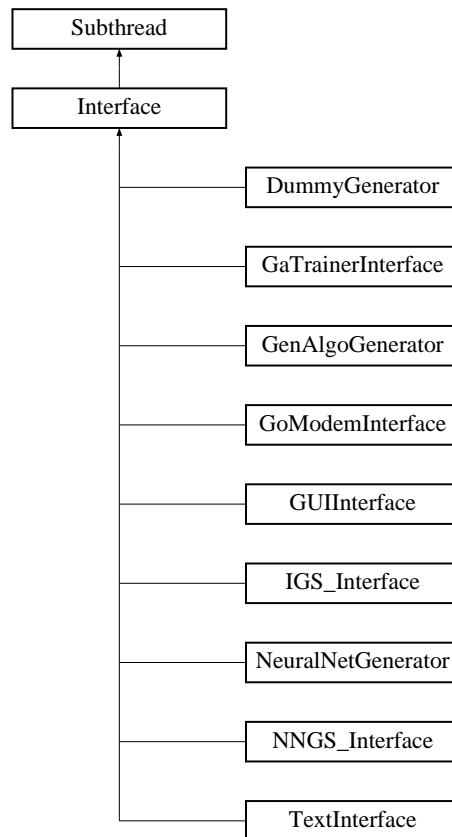 Subthread
Interface
DummyGenerator
GaTrainerInterface
GenAlgoGenerator
GoModemInterface
GUIInterface
IGS_Interface
NeuralNetGenerator
NNGS_Interface
TextInterface